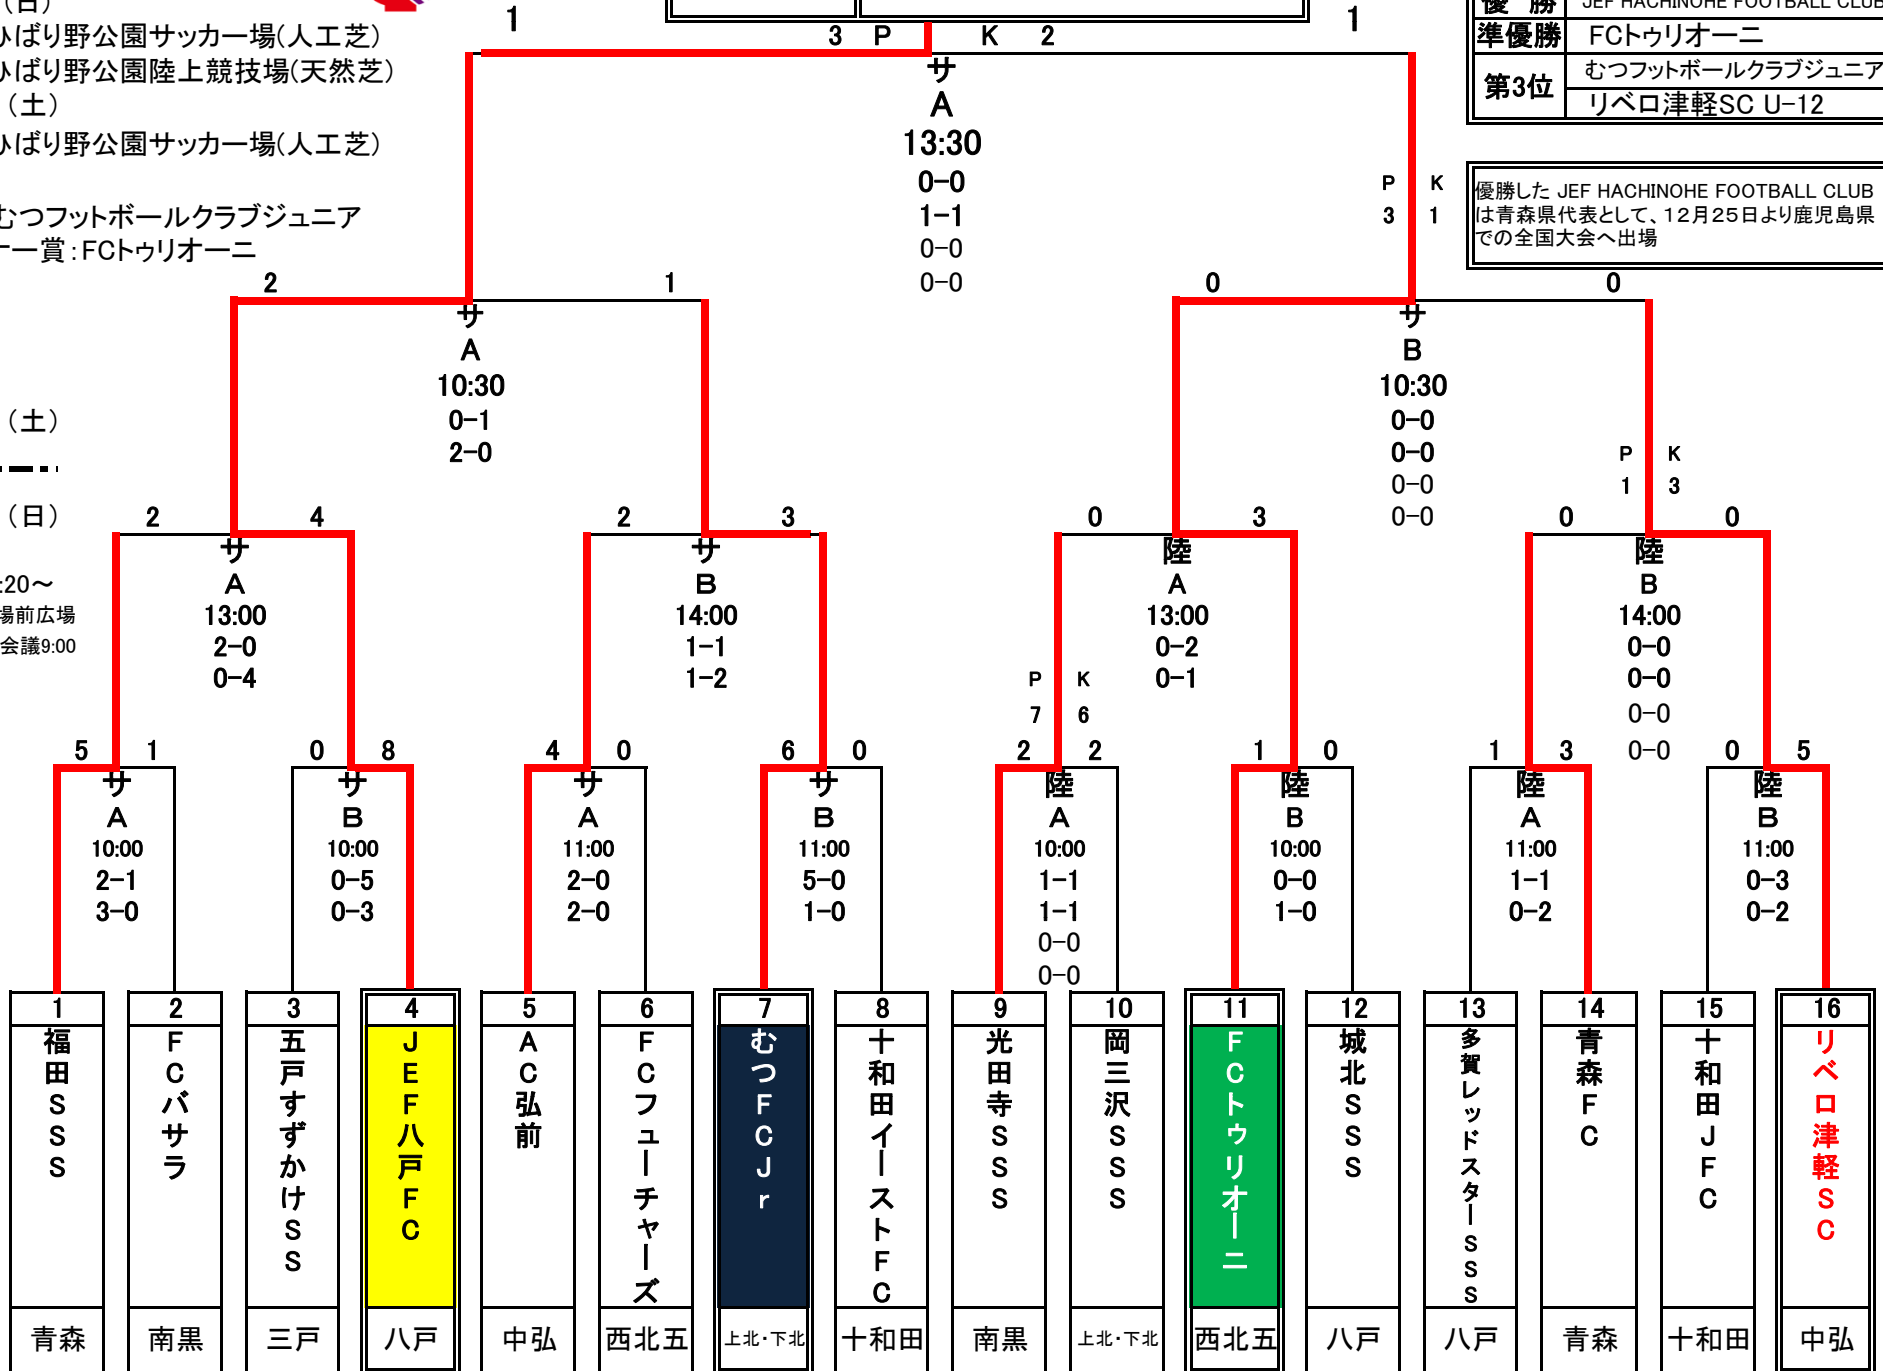 (日)
ひばり野公園サッカー場(人工芝)
ひばり野公園陸上競技場(天然芝)
(土)
ひばり野公園サッカー場(人工芝)
むつフットボールクラブジュニア
ナー賞:FCトゥリオーニ
(土)
(日)
:20～
場前広場
会議9:00
優 勝 JEF HACHINOHE FOOTBALL CLUB
準優勝 FCトゥリオーニ
第3位 むつフットボールクラブジュニア
リベロ津軽SC U-12
優勝した JEF HACHINOHE FOOTBALL CLUB
は青森県代表として、12月25日より鹿児島県
での全国大会へ出場
1 1
3 P K 2
サ
A
13:30
0-0
1-1
0-0
0-0
2 1
サ
A
10:30
0-1
2-0
P K
3 1
0 0
サ
B
10:30
0-0
0-0
0-0
0-0
2 4
サ
A
13:00
2-0
0-4
2 3
サ
B
14:00
1-1
1-2
0 3
陸
A
13:00
0-2
0-1
P K
1 3
0 0
陸
B
14:00
0-0
0-0
0-0
0-0
5 1
サ
A
10:00
2-1
3-0
0 8
サ
B
10:00
0-5
0-3
4 0
サ
A
11:00
2-0
2-0
6 0
サ
B
11:00
5-0
1-0
P K
7 6
2 2
陸
A
10:00
1-1
1-1
0-0
0-0
1 0
陸
B
10:00
0-0
1-0
1 3
陸
A
11:00
1-1
0-2
0 5
陸
B
11:00
0-3
0-2
1
福田SSS
青森
2
FCバサラ
南黒
3
五戸すずかけSS
三戸
4
JEF八戸FC
八戸
5
AC弘前
中弘
6
FCフューチャーズ
西北五
7
むつFCJr
上北・下北
8
十和田イーストFC
十和田
9
光田寺SSS
南黒
10
岡三沢SSS
上北・下北
11
FCトゥリオーニ
西北五
12
城北SSS
八戸
13
多賀レッドスターSSS
八戸
14
青森FC
青森
15
十和田JFC
十和田
16
リベロ津軽SC
中弘